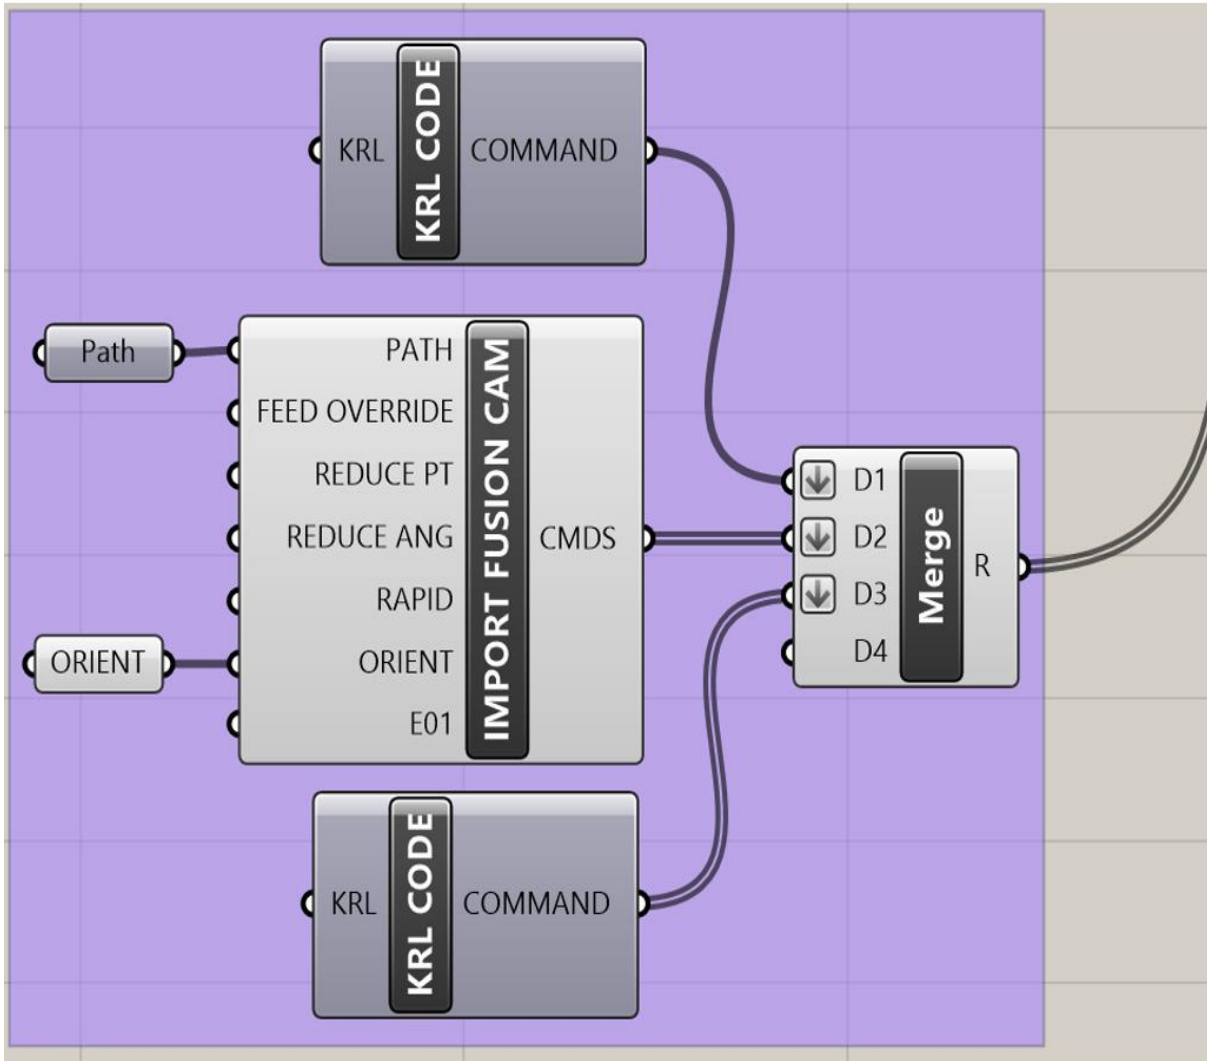 KRL
KRL CODE
COMMAND
Path
PATH
FEED OVERRIDE
REDUCE PT
REDUCE ANG
RAPID
ORIENT
E01
IMPORT FUSION CAM
CMDS
ORIENT
D1
D2
D3
D4
Merge
R
KRL
KRL CODE
COMMAND